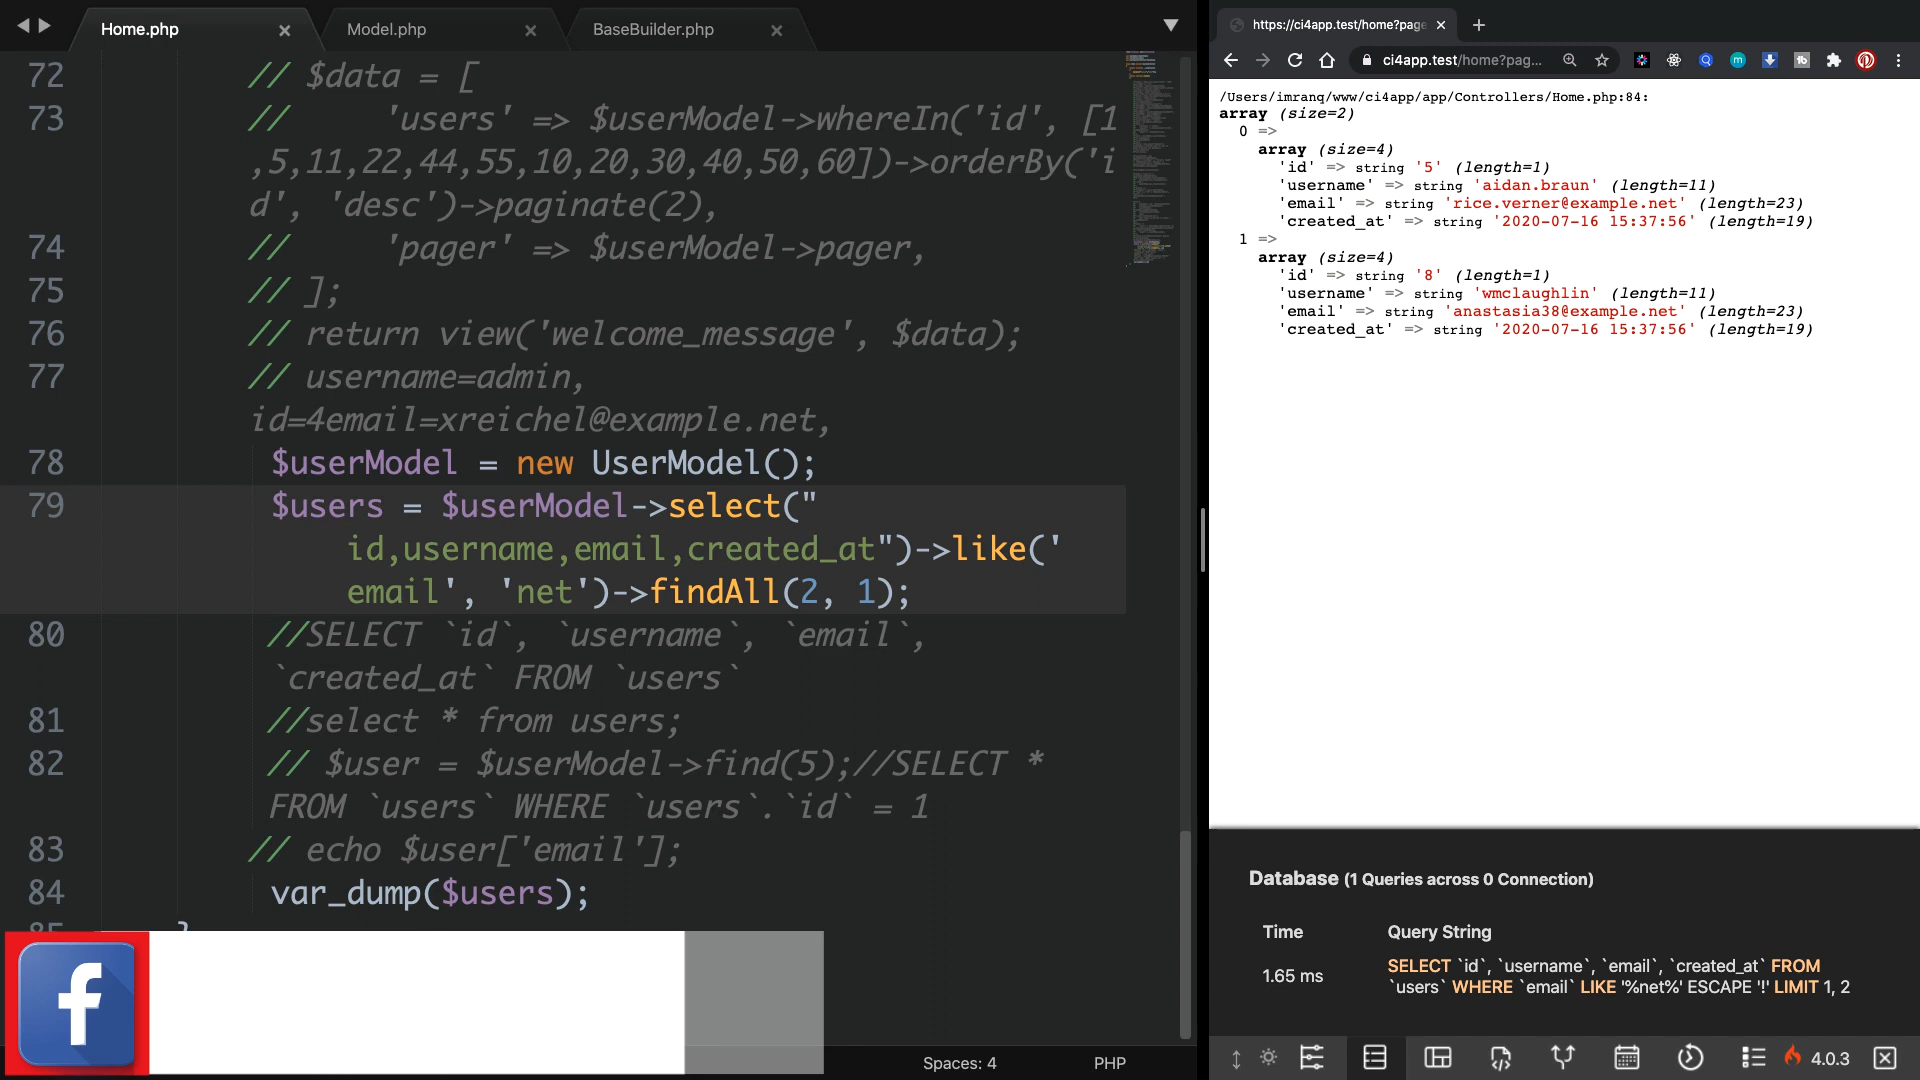 Home.php
Model.php
BaseBuilder.php
72 // $data = [
73 // 'users' => $userModel->whereIn('id', [1
,5,11,22,44,55,10,20,30,40,50,60])->orderBy('i
d', 'desc')->paginate(2),
74 // 'pager' => $userModel->pager,
75 // ];
76 // return view('welcome_message', $data);
77 // username=admin,
id=4email=xreichel@example.net,
78 $userModel = new UserModel();
79 $users = $userModel->select("
id,username,email,created_at")->like('
email', 'net')->findAll(2, 1);
80 //SELECT `id`, `username`, `email`,
`created_at` FROM `users`
81 //select * from users;
82 // $user = $userModel->find(5);//SELECT *
FROM `users` WHERE `users`.`id` = 1
83 // echo $user['email'];
84 var_dump($users);
Spaces: 4
PHP
https://ci4app.test/home?page
ci4app.test/home?pag...
/Users/imranq/www/ci4app/app/Controllers/Home.php:84:
array (size=2)
0 =>
array (size=4)
'id' => string '5' (length=1)
'username' => string 'aidan.braun' (length=11)
'email' => string 'rice.verner@example.net' (length=23)
'created_at' => string '2020-07-16 15:37:56' (length=19)
1 =>
array (size=4)
'id' => string '8' (length=1)
'username' => string 'wmclaughlin' (length=11)
'email' => string 'anastasia38@example.net' (length=23)
'created_at' => string '2020-07-16 15:37:56' (length=19)
Database (1 Queries across 0 Connection)
Time
Query String
1.65 ms
SELECT `id`, `username`, `email`, `created_at` FROM
`users` WHERE `email` LIKE '%net%' ESCAPE '!' LIMIT 1, 2
4.0.3